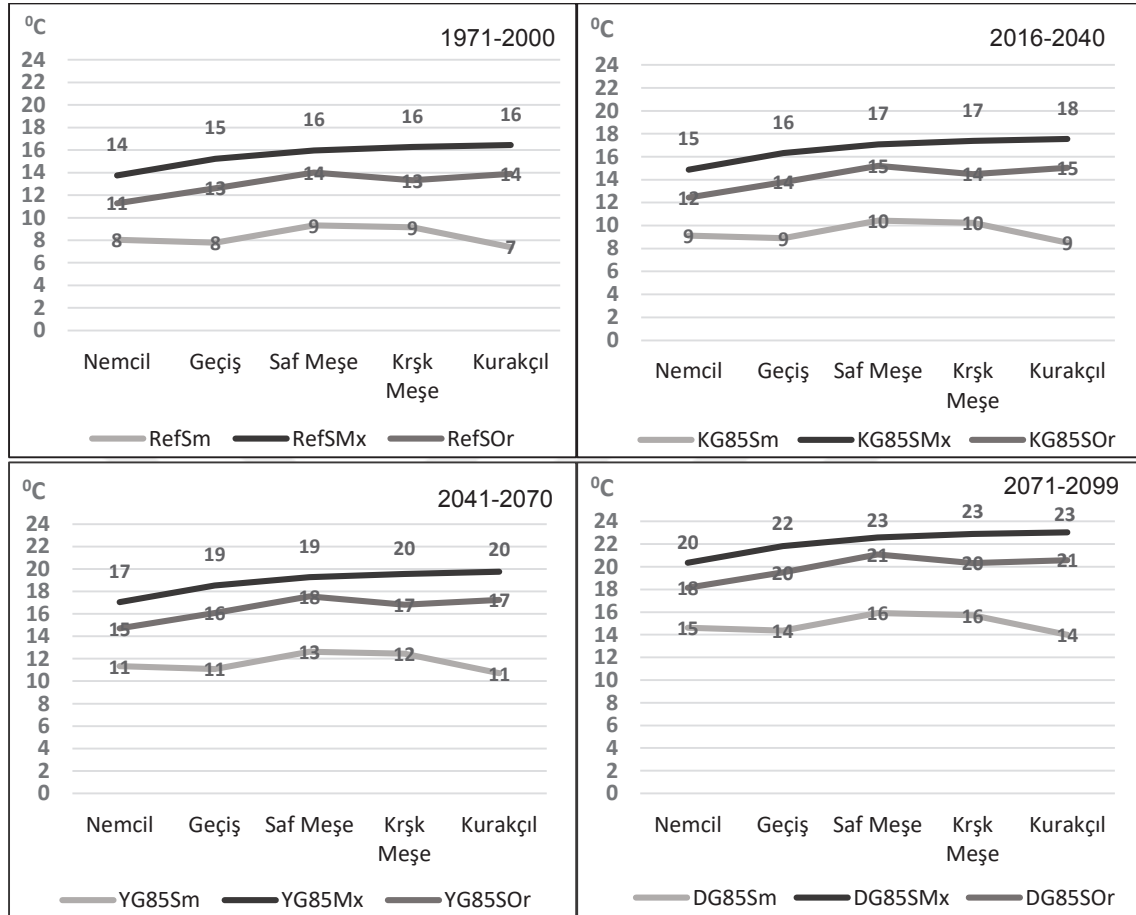 ⁰C
1971-2000
24
22
20
18
16
14
12
10
8
6
4
2
0
14 15 16 16 16
11 13 14 13 14
8 8 9 9 7
Nemcil Geçiş Saf Meşe Krşk Meşe Kurakçıl
RefSm RefSMx RefSOr
⁰C
2016-2040
24
22
20
18
16
14
12
10
8
6
4
2
0
15 16 17 17 18
12 14 15 14 15
9 9 10 10 9
Nemcil Geçiş Saf Meşe Krşk Meşe Kurakçıl
KG85Sm KG85SMx KG85SOr
⁰C
2041-2070
24
22
20
18
16
14
12
10
8
6
4
2
0
17 19 19 20 20
15 16 18 17 17
11 11 13 12 11
Nemcil Geçiş Saf Meşe Krşk Meşe Kurakçıl
YG85Sm YG85Mx YG85SOr
⁰C
2071-2099
24
22
20
18
16
14
12
10
8
6
4
2
0
20 22 23 23 23
18 20 21 20 21
15 14 16 16 14
Nemcil Geçiş Saf Meşe Krşk Meşe Kurakçıl
DG85Sm DG85SMx DG85SOr